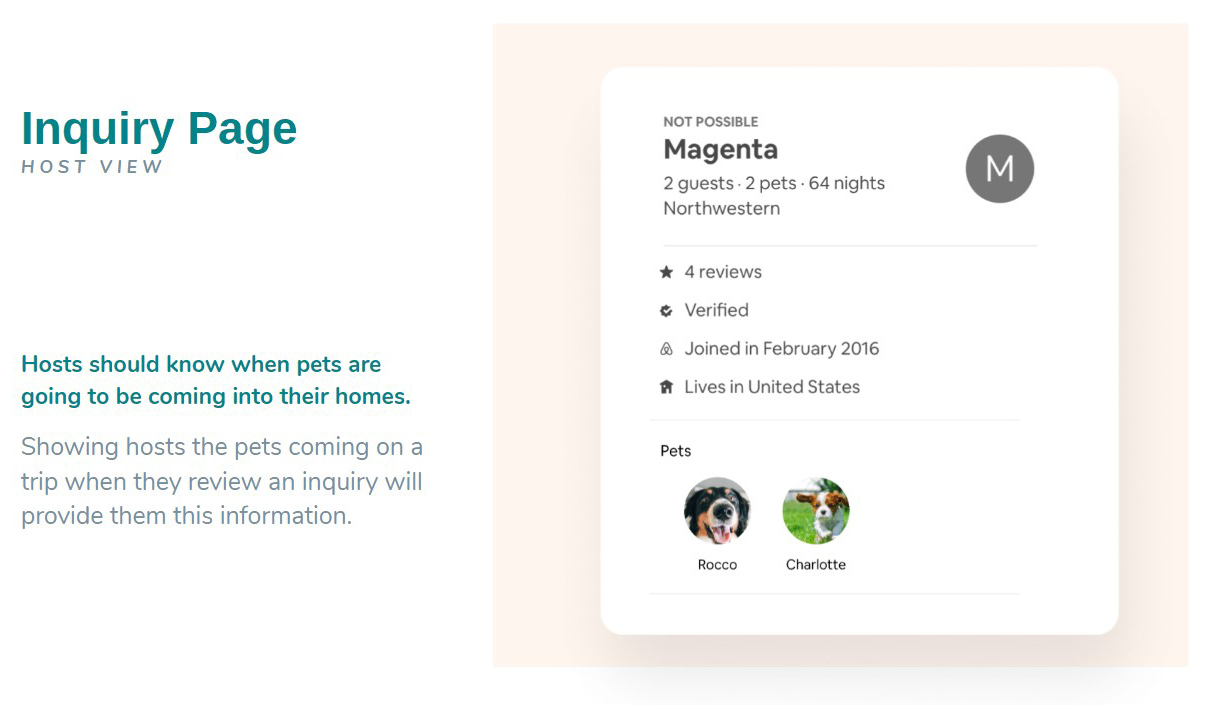 Inquiry Page
HOST VIEW
Hosts should know when pets are
going to be coming into their homes.
Showing hosts the pets coming on a
trip when they review an inquiry will
provide them this information.
NOT POSSIBLE
Magenta
2 guests · 2 pets · 64 nights
Northwestern
M
4 reviews
Verified
Joined in February 2016
Lives in United States
Pets
Rocco
Charlotte